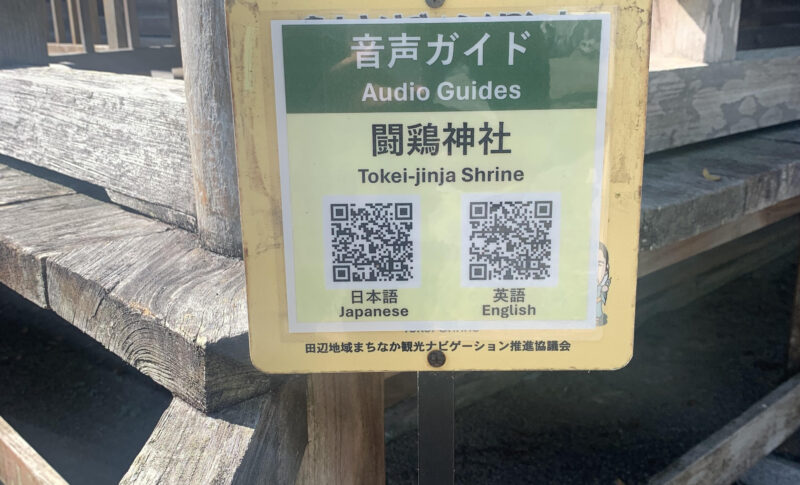 音声ガイド
Audio Guides
闘鶏神社
Tokei-jinja Shrine
日本語
Japanese
英語
English
田辺地域まちなか観光ナビゲーション推進協議会